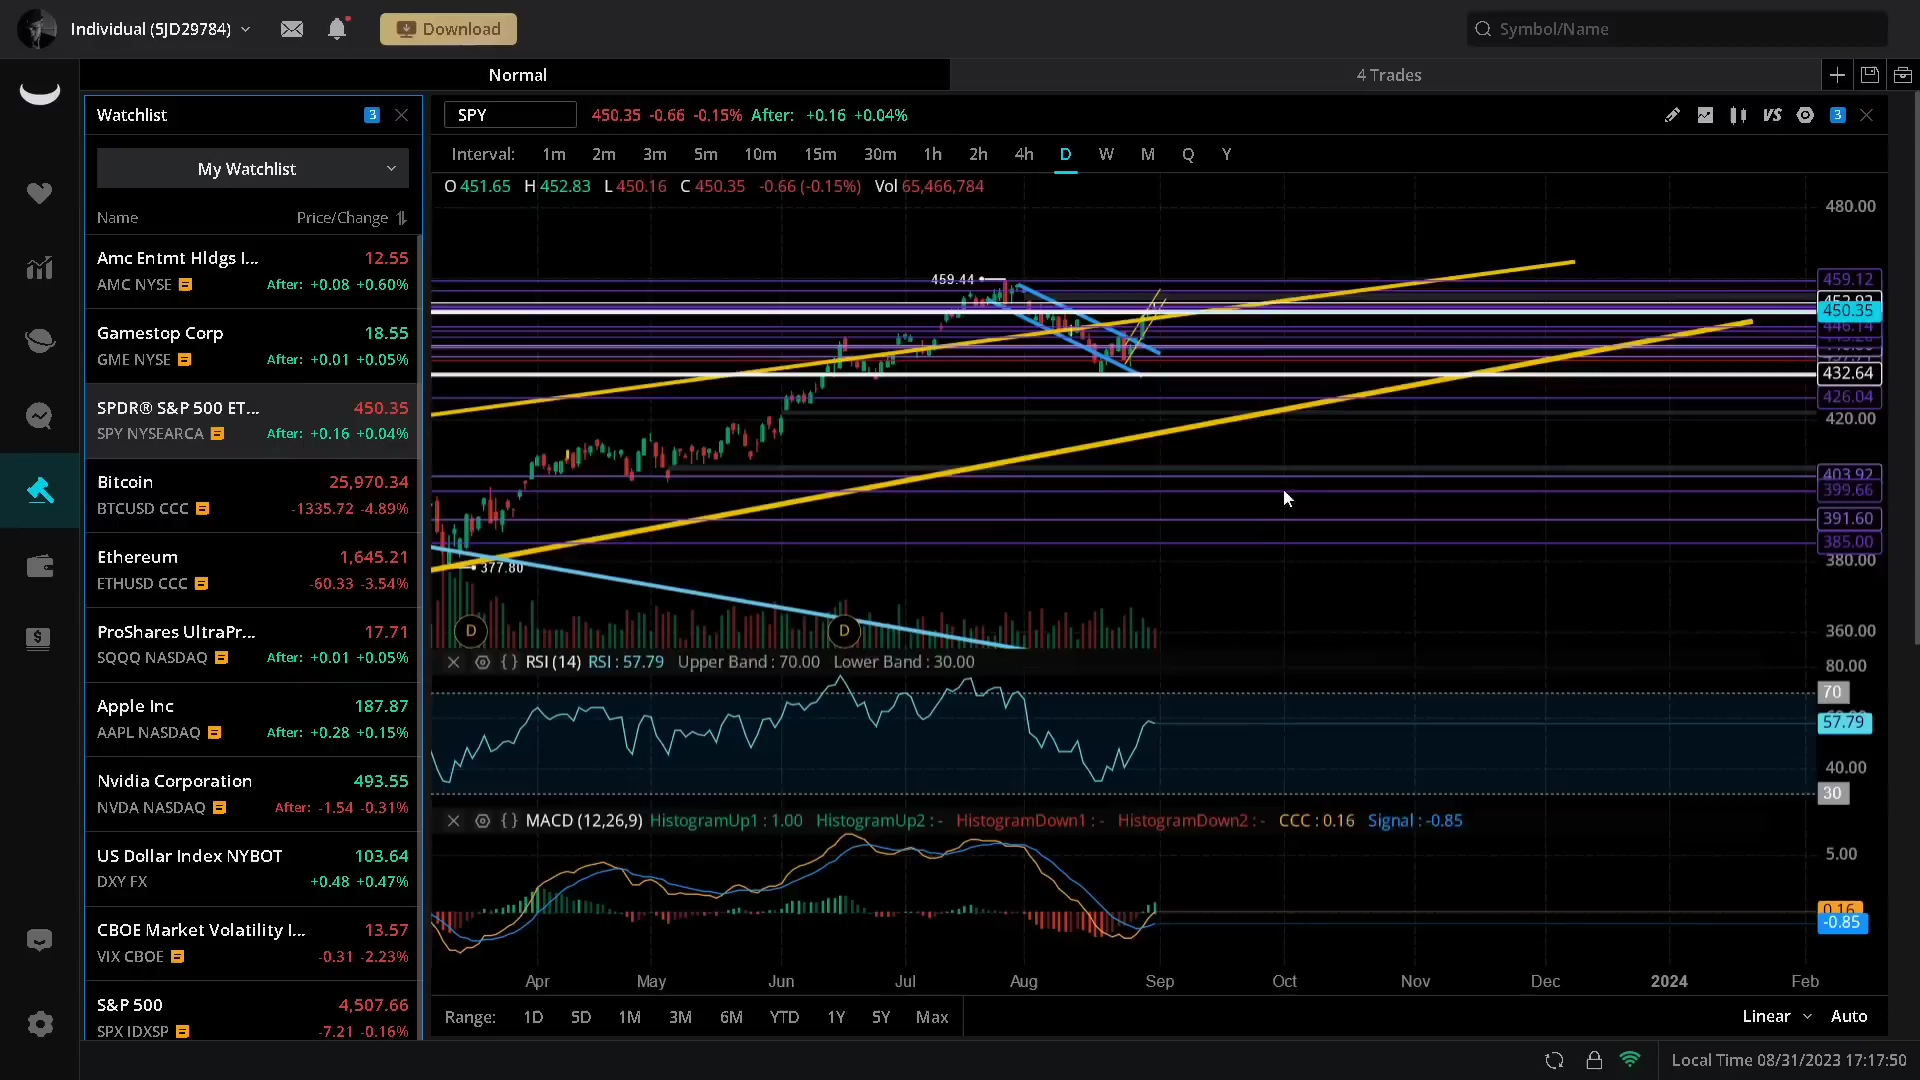 Individual (5JD29784)
Download
Symbol/Name
Normal
4 Trades
Watchlist
3
My Watchlist
Name Price/Change
Amc Entmt Hldgs I... 12.55
AMC NYSE After: +0.08 +0.60%
Gamestop Corp 18.55
GME NYSE After: +0.01 +0.05%
SPDR® S&P 500 ET... 450.35
SPY NYSEARCA After: +0.16 +0.04%
Bitcoin 25,970.34
BTCUSD CCC -1335.72 -4.89%
Ethereum 1,645.21
ETHUSD CCC -60.33 -3.54%
ProShares UltraPr... 17.71
SQQQ NASDAQ After: +0.01 +0.05%
Apple Inc 187.87
AAPL NASDAQ After: +0.28 +0.15%
Nvidia Corporation 493.55
NVDA NASDAQ After: -1.54 -0.31%
US Dollar Index NYBOT 103.64
DXY FX +0.48 +0.47%
CBOE Market Volatility I... 13.57
VIX CBOE -0.31 -2.23%
S&P 500 4,507.66
SPX IDXSP -7.21 -0.16%
SPY 450.35 -0.66 -0.15% After: +0.16 +0.04%
VS
3
Interval: 1m 2m 3m 5m 10m 15m 30m 1h 2h 4h D W M Q Y
O 451.65 H 452.83 L 450.16 C 450.35 -0.66 (-0.15%) Vol 65,466,784
480.00
459.44
459.12
450.35
446.14
432.64
426.04
420.00
403.92
399.66
391.60
385.00
380.00
377.80
D D
360.00
RSI (14) RSI : 57.79 Upper Band : 70.00 Lower Band : 30.00
80.00
70
57.79
40.00
30
MACD (12,26,9) HistogramUp1 : 1.00 HistogramUp2 : - HistogramDown1 : - HistogramDown2 : - CCC : 0.16 Signal : -0.85
5.00
0.16
-0.85
Apr May Jun Jul Aug Sep Oct Nov Dec 2024 Feb
Range: 1D 5D 1M 3M 6M YTD 1Y 5Y Max
Linear Auto
Local Time 08/31/2023 17:17:50